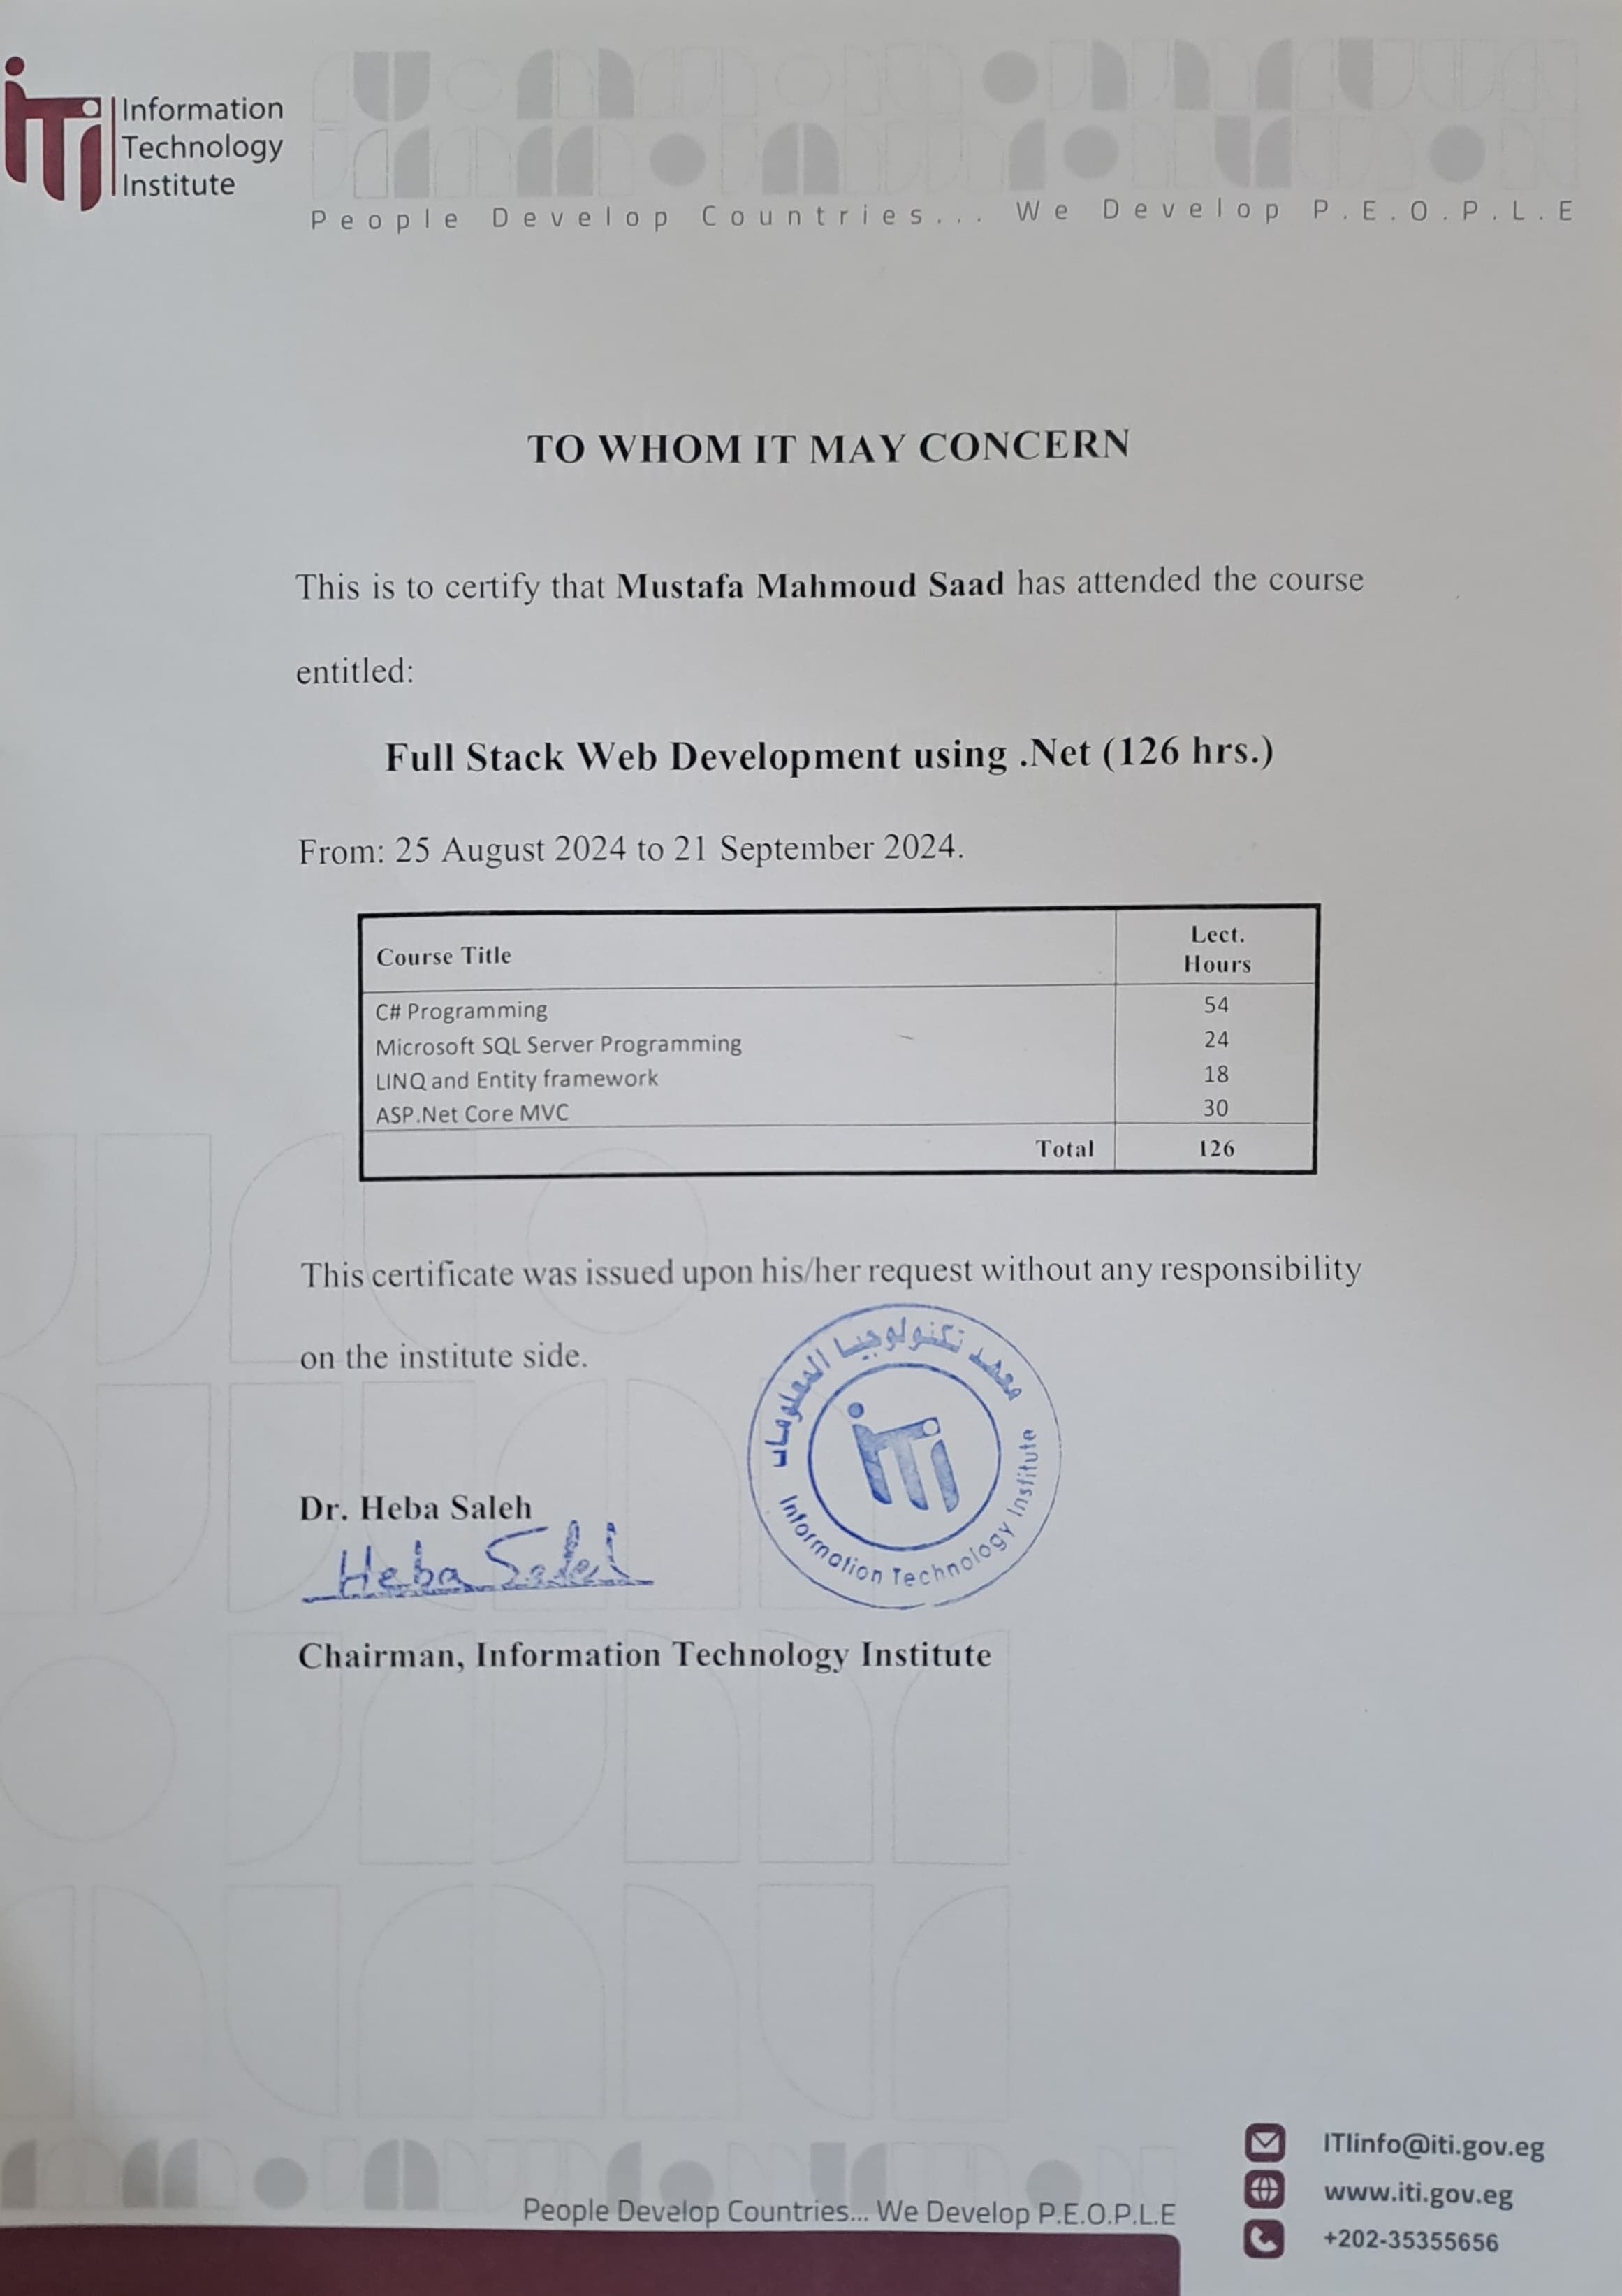 Information
Technology
Institute
People Develop Countries... We Develop P.E.O.P.L.E
TO WHOM IT MAY CONCERN
This is to certify that Mustafa Mahmoud Saad has attended the course
entitled:
Full Stack Web Development using .Net (126 hrs.)
From: 25 August 2024 to 21 September 2024.
Course Title Lect. Hours
C# Programming 54
Microsoft SQL Server Programming 24
LINQ and Entity framework 18
ASP.Net Core MVC 30
Total 126
This certificate was issued upon his/her request without any responsibility
on the institute side.
معهد تكنولوجيا المعلومات
iTi
Information Technology Institute
Dr. Heba Saleh
Heba Saleh
Chairman, Information Technology Institute
People Develop Countries... We Develop P.E.O.P.L.E
ITIinfo@iti.gov.eg
www.iti.gov.eg
+202-35355656